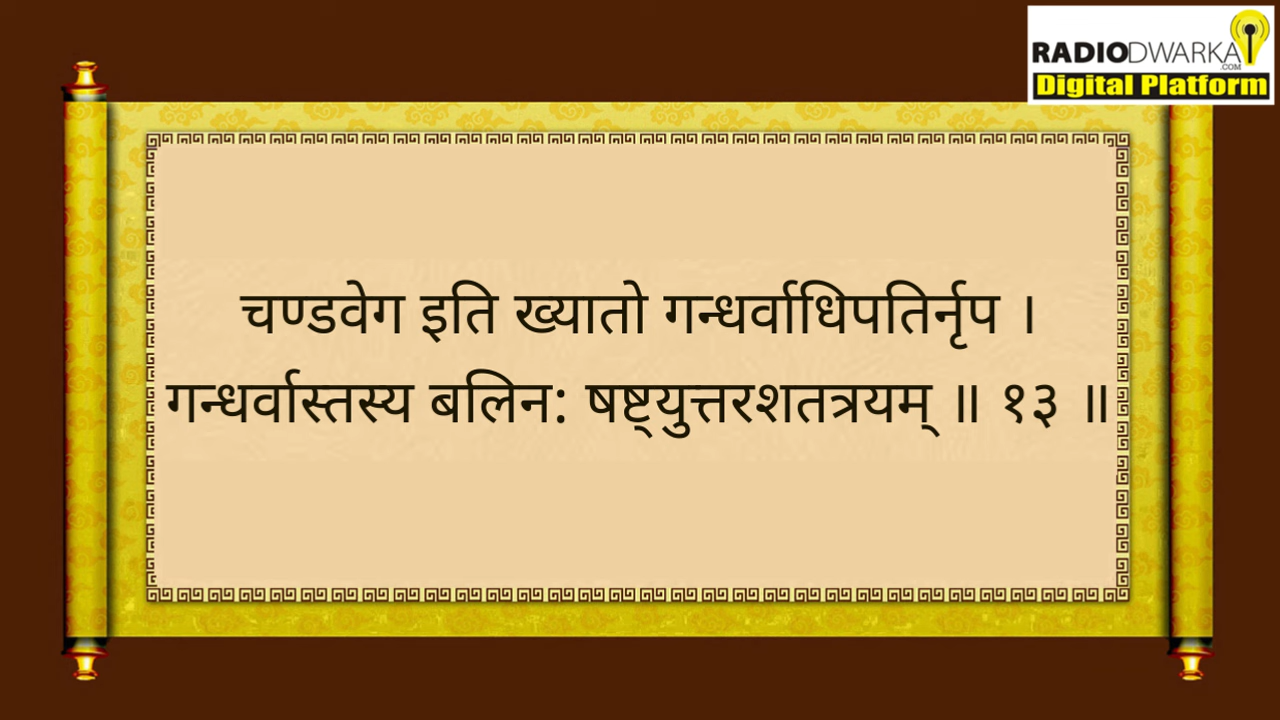 RADIODWARKA
.COM
Digital Platform
चण्डवेग इति ख्यातो गन्धर्वाधिपतिर्नृप ।
गन्धर्वास्तस्य बलिन: षष्ट्युत्तरशतत्रयम् ॥ १३ ॥